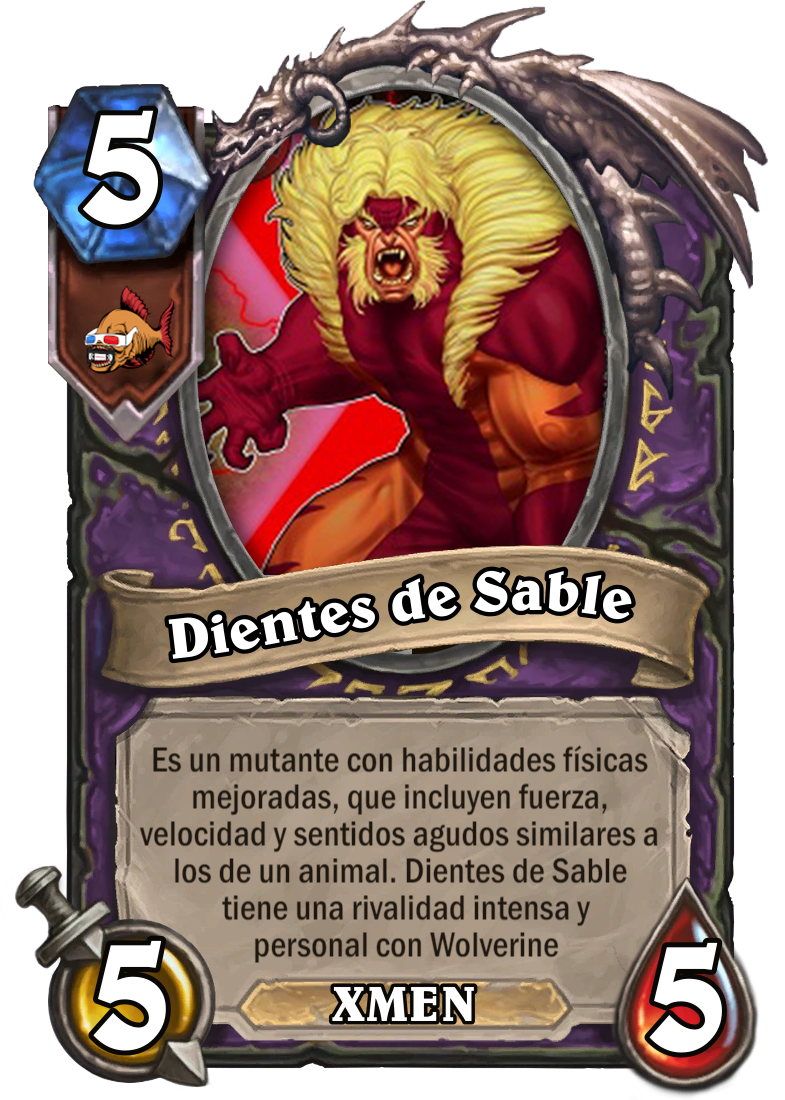 5
Dientes de Sable
Es un mutante con habilidades físicas
mejoradas, que incluyen fuerza,
velocidad y sentidos agudos similares a
los de un animal. Dientes de Sable
tiene una rivalidad intensa y
personal con Wolverine
5
XMEN
5